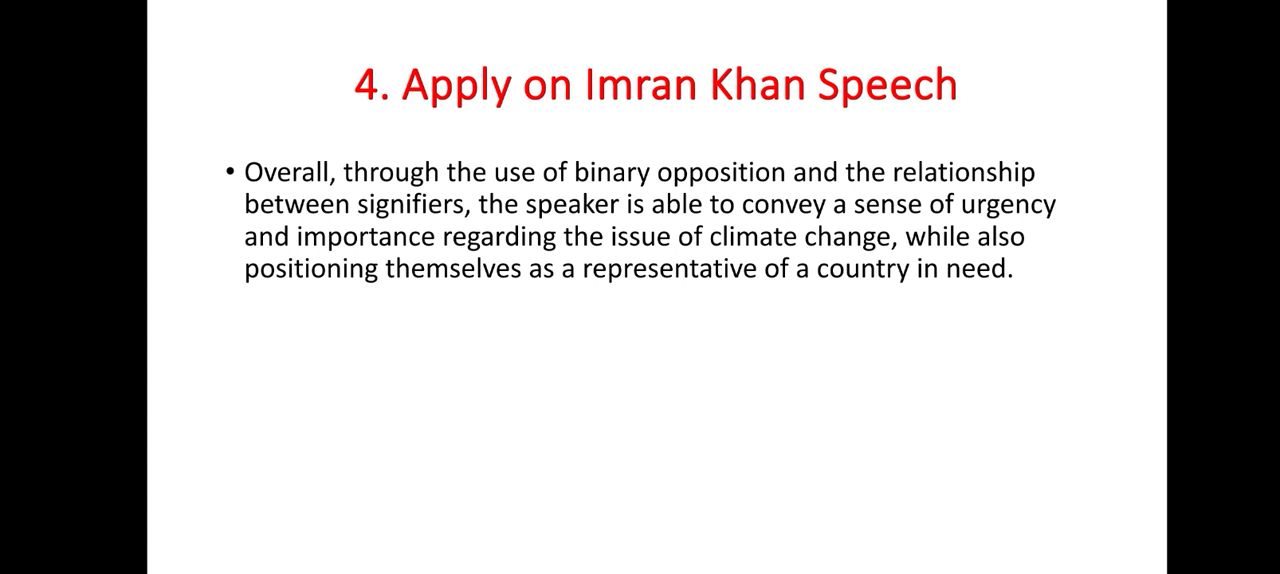 4. Apply on Imran Khan Speech
• Overall, through the use of binary opposition and the relationship
between signifiers, the speaker is able to convey a sense of urgency
and importance regarding the issue of climate change, while also
positioning themselves as a representative of a country in need.